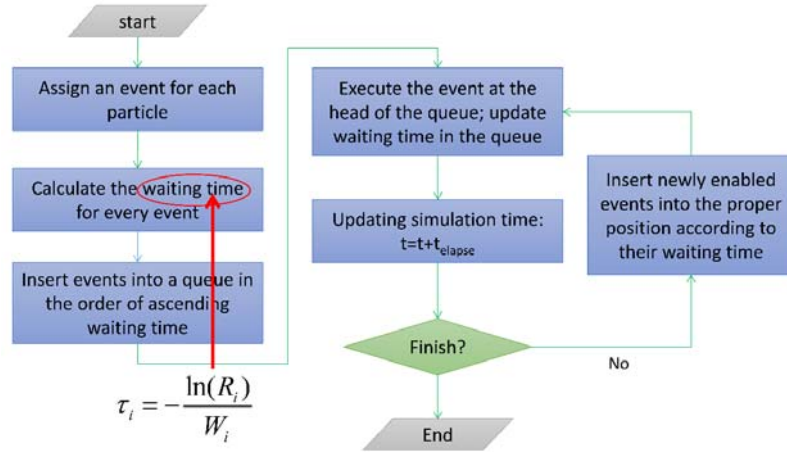 start
Assign an event for each
particle
Calculate the waiting time
for every event
Insert events into a queue in
the order of ascending
waiting time
τᵢ = − ln(Rᵢ) / Wᵢ
Execute the event at the
head of the queue; update
waiting time in the queue
Updating simulation time:
t=t+t_elapse
Finish?
No
Insert newly enabled
events into the proper
position according to
their waiting time
End